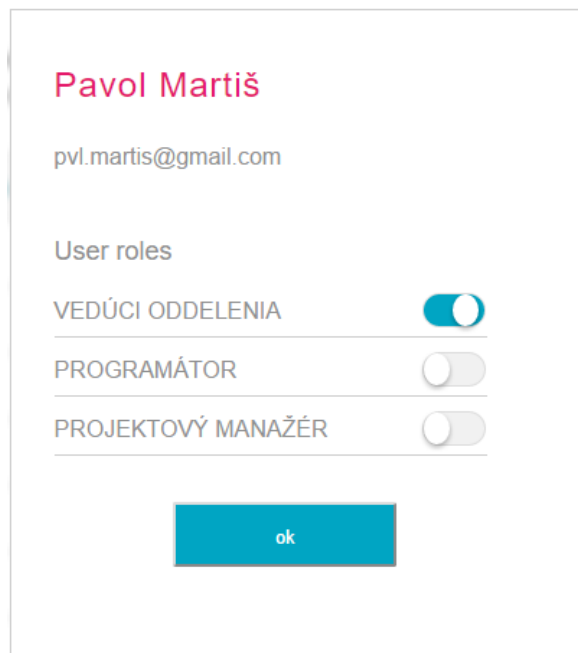 Pavol Martiš
pvl.martis@gmail.com
User roles
VEDÚCI ODDELENIA
PROGRAMÁTOR
PROJEKTOVÝ MANAŽÉR
ok